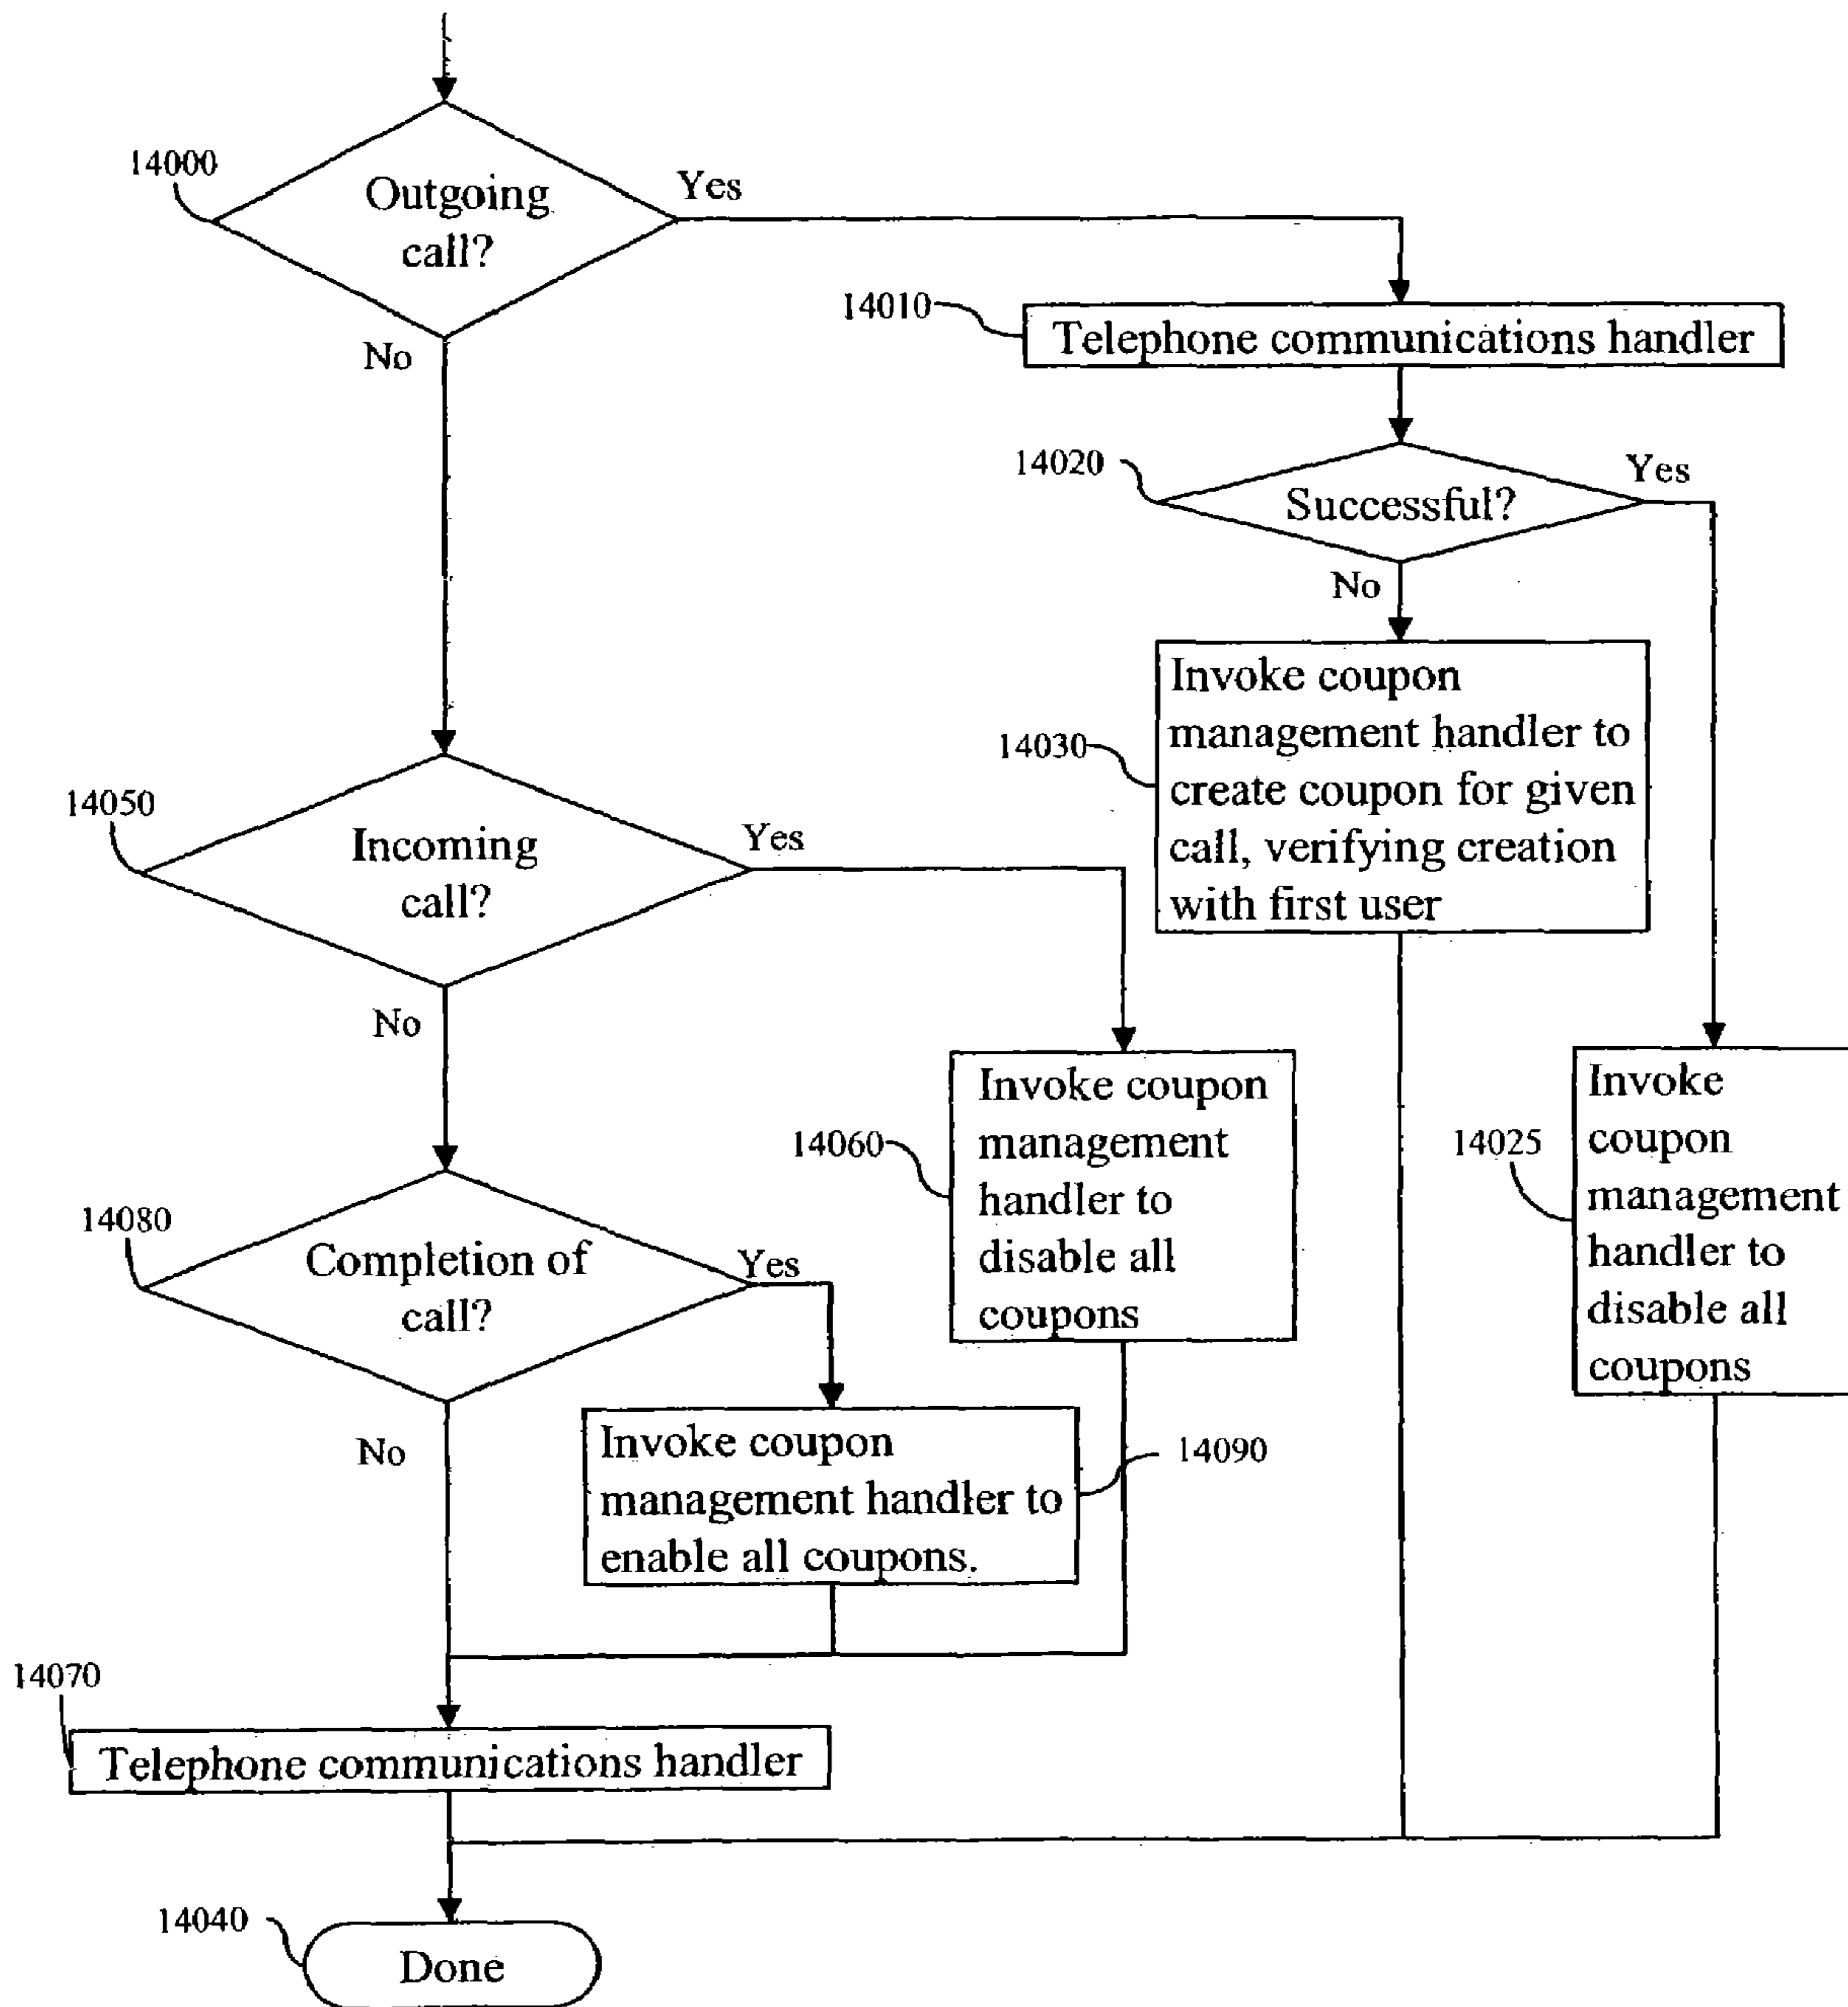 14000
Outgoing
call?
Yes
No
14010
Telephone communications handler
14020
Successful?
Yes
No
14030
Invoke coupon
management handler to
create coupon for given
call, verifying creation
with first user
14050
Incoming
call?
Yes
No
14060
Invoke coupon
management
handler to
disable all
coupons
14025
Invoke
coupon
management
handler to
disable all
coupons
14080
Completion of
call?
Yes
No
Invoke coupon
management handler to
enable all coupons.
14090
14070
Telephone communications handler
14040
Done